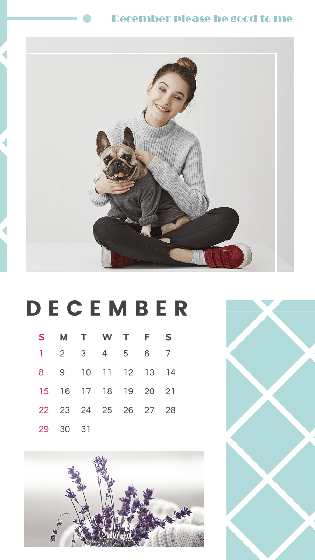 December please be good to me
DECEMBER
S M T W T F S
1 2 3 4 5 6 7
8 9 10 11 12 13 14
15 16 17 18 19 20 21
22 23 24 25 26 27 28
29 30 31